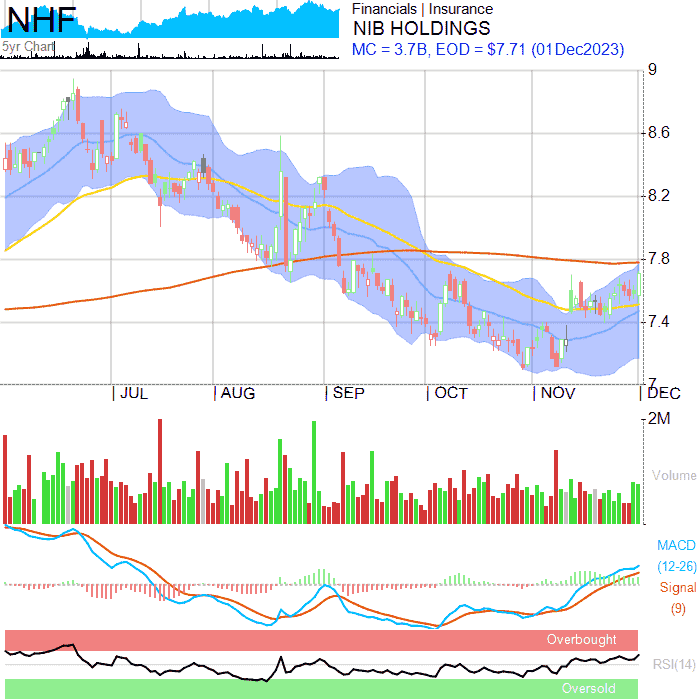 NHF
5yr Chart
Financials | Insurance
NIB HOLDINGS
MC = 3.7B, EOD = $7.71 (01Dec2023)
9
8.6
8.2
7.8
7.4
7
| JUL | AUG | SEP | OCT | NOV | DEC
2M
Volume
MACD
(12-26)
Signal
(9)
Overbought
RSI(14)
Oversold